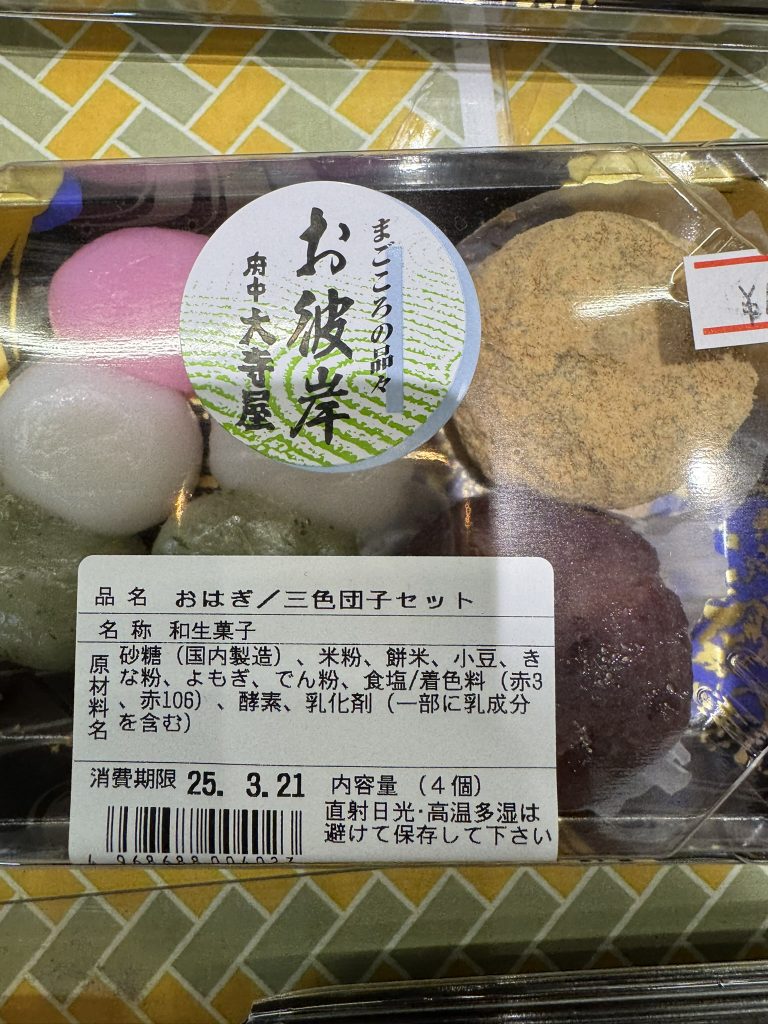 まごころの品々
お彼岸
府中 大寺屋
¥
品名 おはぎ/三色団子セット
名称 和生菓子
原材料名
砂糖(国内製造)、米粉、餅米、小豆、き
な粉、よもぎ、でん粉、食塩/着色料(赤3
、赤106)、酵素、乳化剤(一部に乳成分
を含む)
消費期限 25. 3.21 内容量 (4個)
直射日光・高温多湿は
避けて保存して下さい